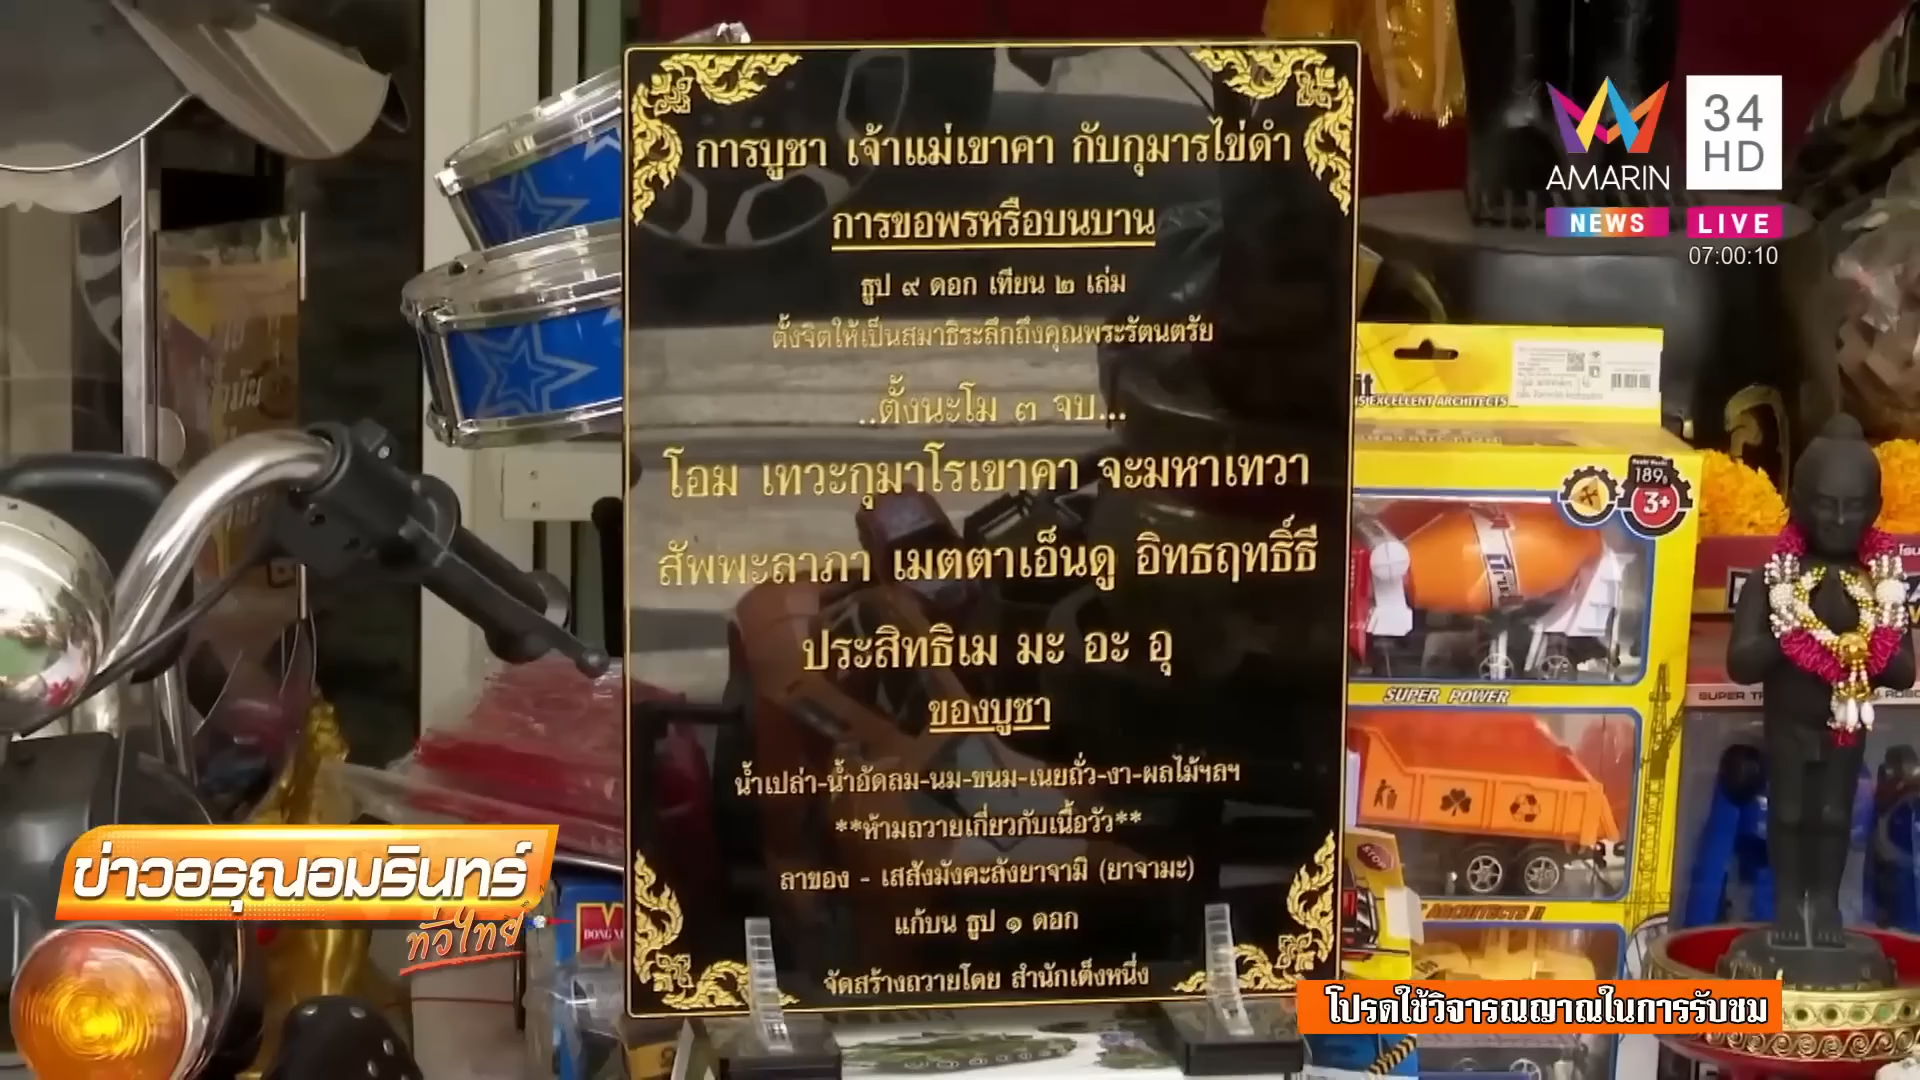 การบูชา เจ้าแม่เขาคา กับกุมารไข่ดำ
การขอพรหรือบนบาน
ธูป ๙ ดอก เทียน ๒ เล่ม
ตั้งจิตให้เป็นสมาธิระลึกถึงคุณพระรัตนตรัย
..ตั้งนะโม ๓ จบ...
โอม เทวะกุมาโรเขาคา จะมหาเทวา
สัพพะลาภา เมตตาเอ็นดู อิทธฤทธิ์ธี
ประสิทธิเม มะ อะ อุ
ของบูชา
น้ำเปล่า-น้ำอัดลม-นม-ขนม-เนยถั่ว-งา-ผลไม้ฯลฯ
**ห้ามถวายเกี่ยวกับเนื้อวัว**
ลาของ - เสสังมังคะลังยาจามิ (ยาจามะ)
แก้บน ธูป ๑ ดอก
จัดสร้างถวายโดย สำนักเต็งหนึ่ง
AMARIN
34
HD
NEWS
LIVE
07:00:10
EXCELLENT ARCHITECTS
189
3+
SUPER POWER
SUPER
ARCHITECTS II
STOP
ข่าวอรุณอมรินทร์
ทั่วไทย
โปรดใช้วิจารณญาณในการรับชม